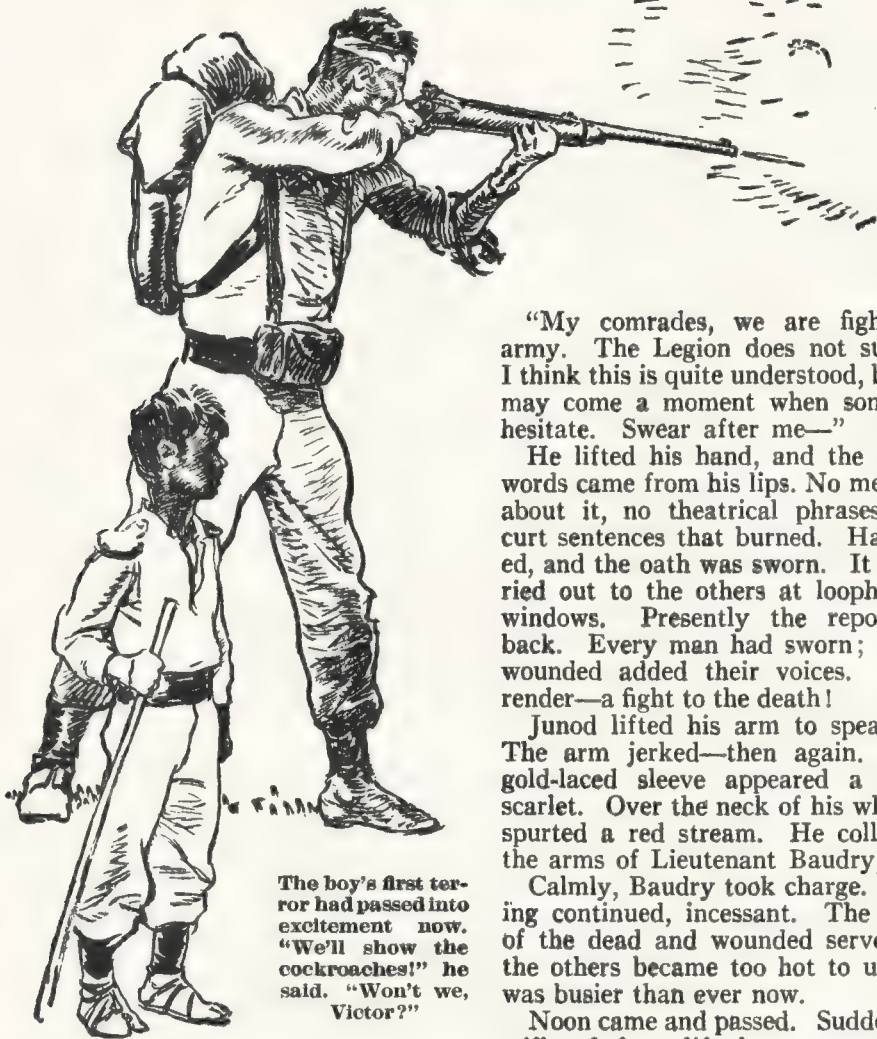 "My comrades, we are figh
army. The Legion does not su
I think this is quite understood, b
may come a moment when son
hesitate. Swear after me—"
He lifted his hand, and the
words came from his lips. No me
about it, no theatrical phrases
curt sentences that burned. Ha
ed, and the oath was sworn. It
ried out to the others at looph
windows. Presently the repo
back. Every man had sworn;
wounded added their voices.
render—a fight to the death!
Junod lifted his arm to spea
The arm jerked—then again.
gold-laced sleeve appeared a
scarlet. Over the neck of his wh
spurted a red stream. He coll
the arms of Lieutenant Baudry
Calmly, Baudry took charge.
ing continued, incessant. The
of the dead and wounded serve
the others became too hot to u
was busier than ever now.
Noon came and passed. Sudde
The boy's first ter-
ror had passed into
excitement now.
"We'll show the
cockroaches!" he
said. "Won't we,
Victor?"